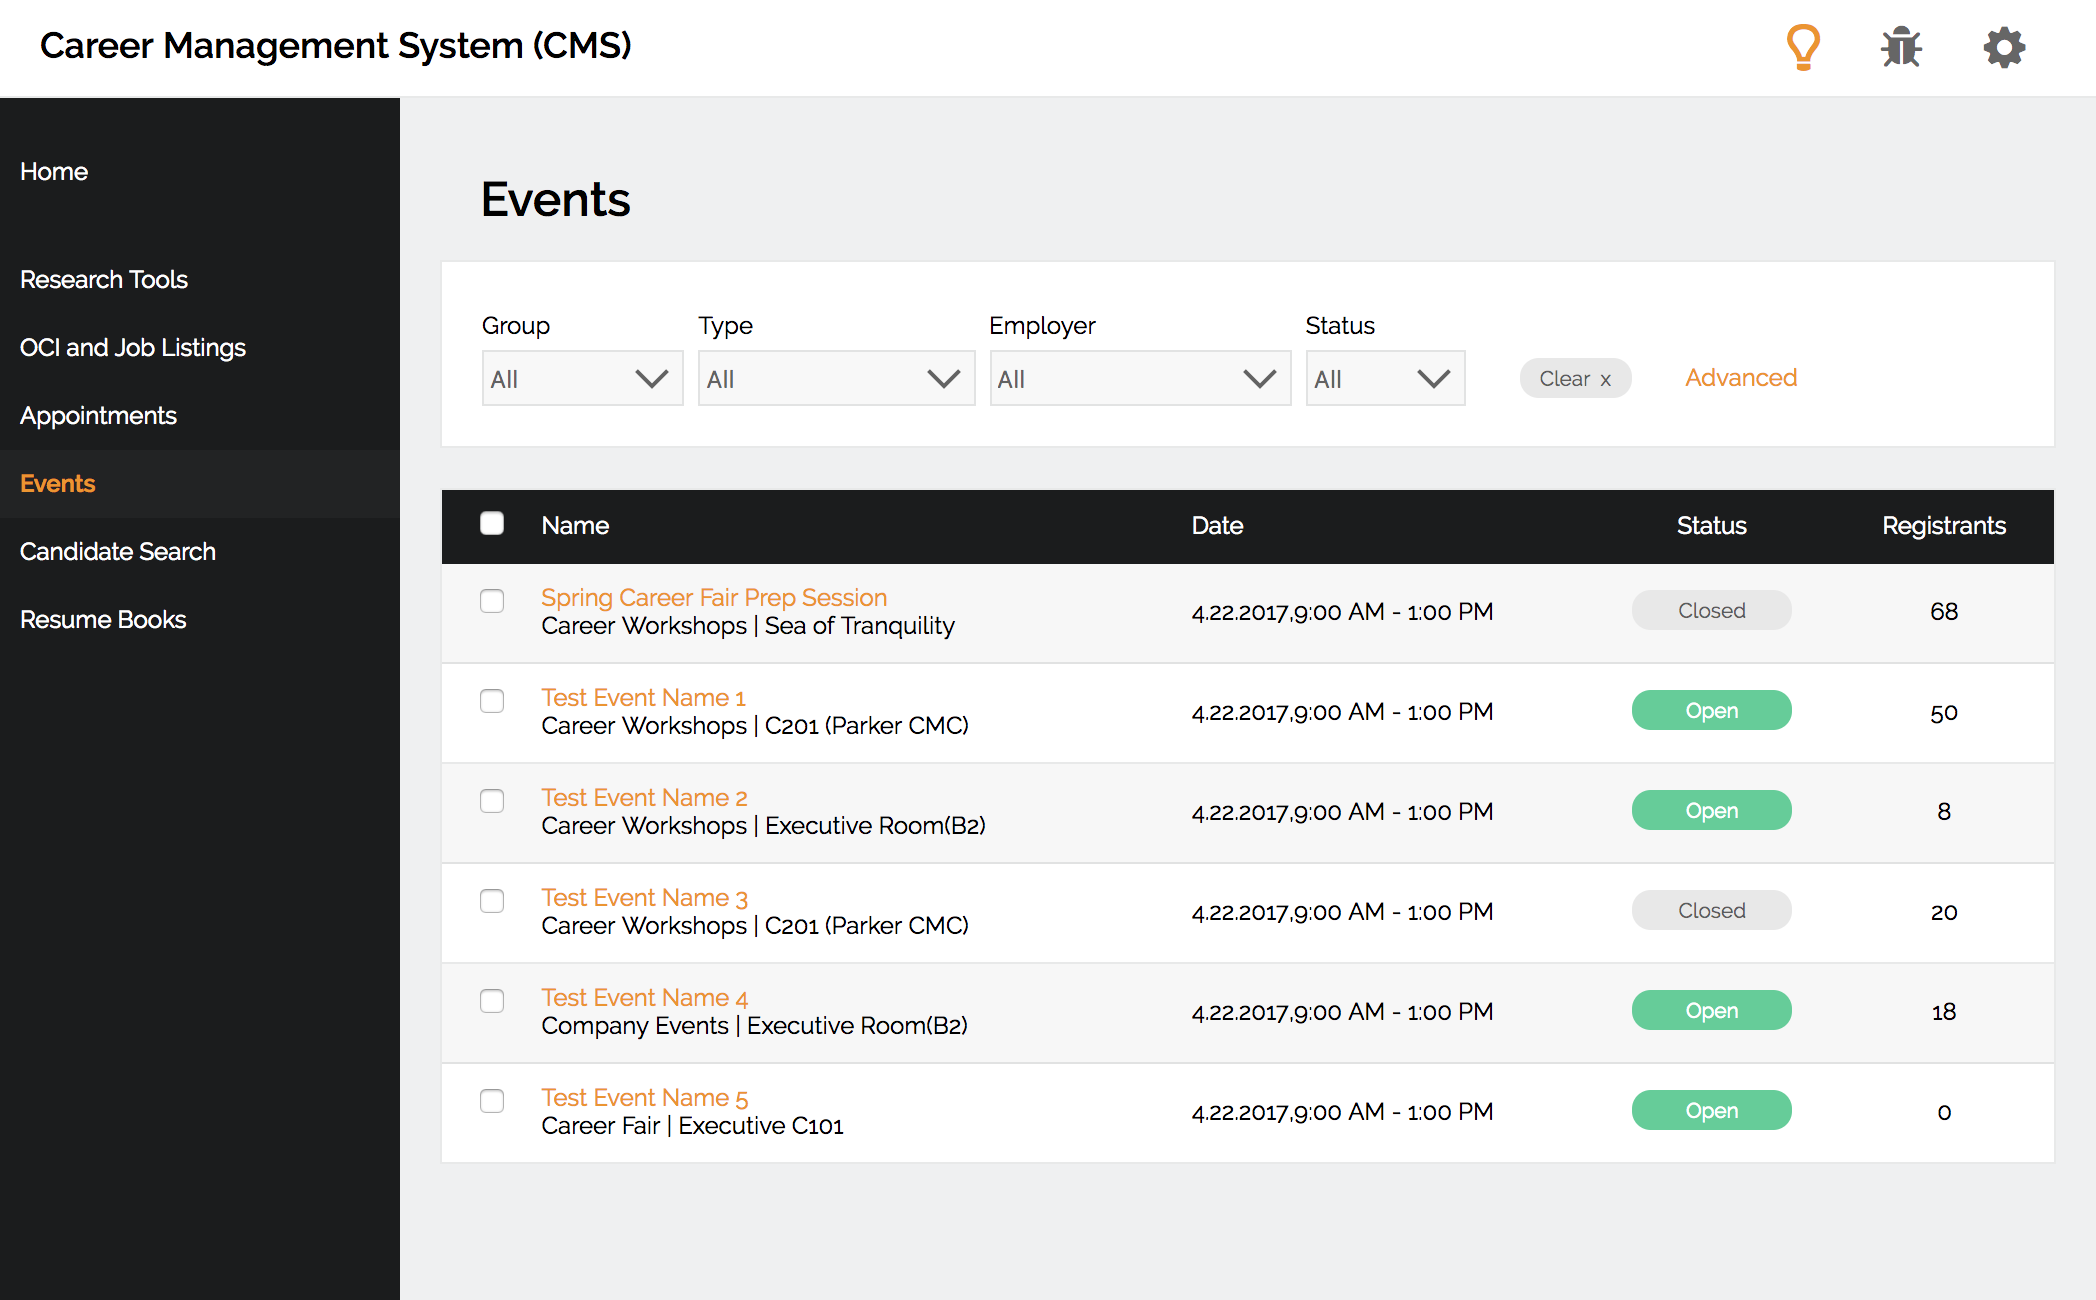 Career Management System (CMS)
Home
Research Tools
OCI and Job Listings
Appointments
Events
Candidate Search
Resume Books
Events
Group Type Employer Status
All All All All Clear x Advanced
Name Date Status Registrants
Spring Career Fair Prep Session
Career Workshops | Sea of Tranquility
4.22.2017,9:00 AM - 1:00 PM Closed 68
Test Event Name 1
Career Workshops | C201 (Parker CMC)
4.22.2017,9:00 AM - 1:00 PM Open 50
Test Event Name 2
Career Workshops | Executive Room(B2)
4.22.2017,9:00 AM - 1:00 PM Open 8
Test Event Name 3
Career Workshops | C201 (Parker CMC)
4.22.2017,9:00 AM - 1:00 PM Closed 20
Test Event Name 4
Company Events | Executive Room(B2)
4.22.2017,9:00 AM - 1:00 PM Open 18
Test Event Name 5
Career Fair | Executive C101
4.22.2017,9:00 AM - 1:00 PM Open 0